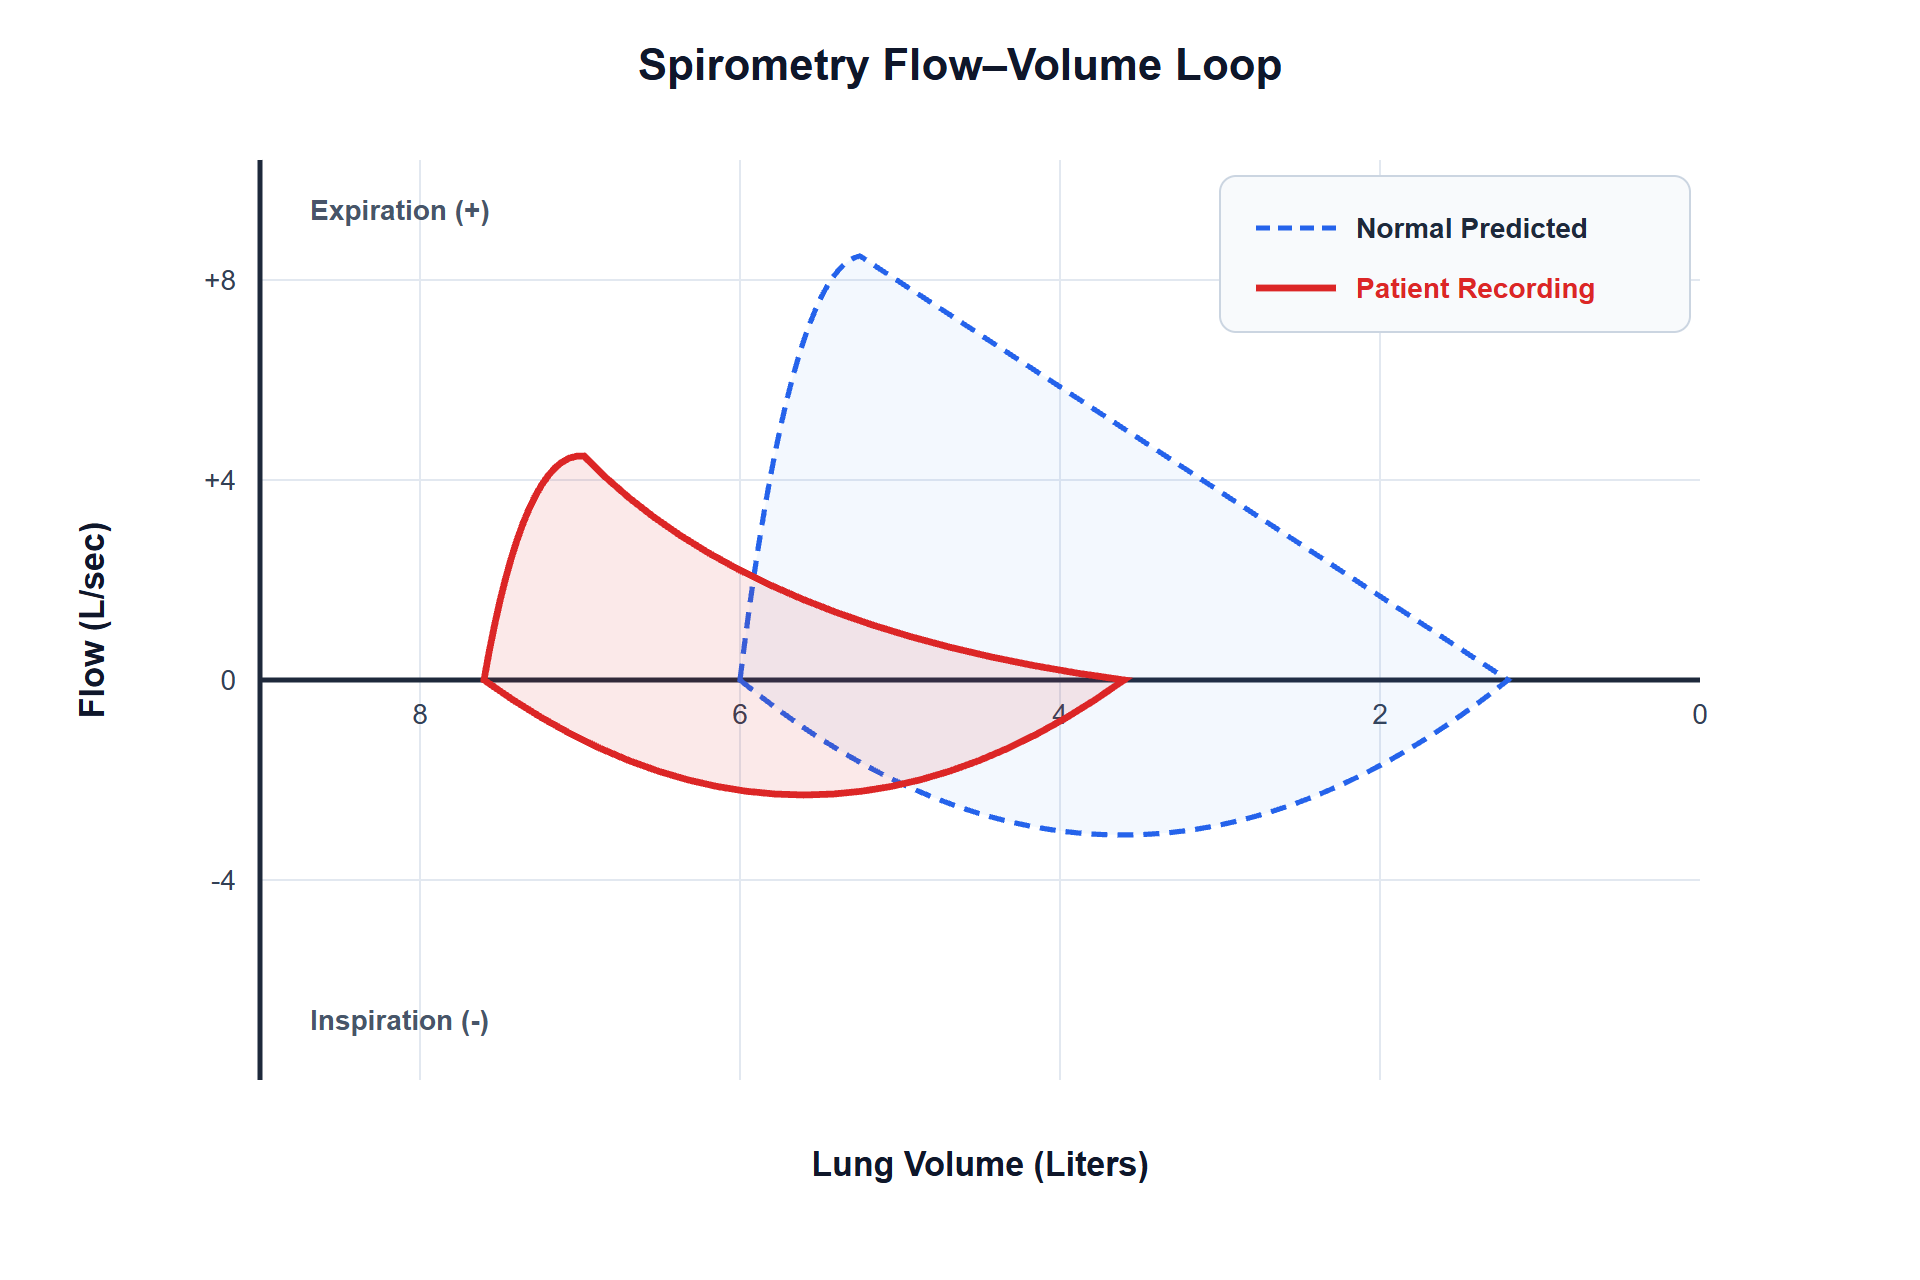 Spirometry Flow–Volume Loop
Expiration (+)
Normal Predicted
Patient Recording
+8
+4
0
-4
Flow (L/sec)
8
6
4
2
0
Inspiration (-)
Lung Volume (Liters)